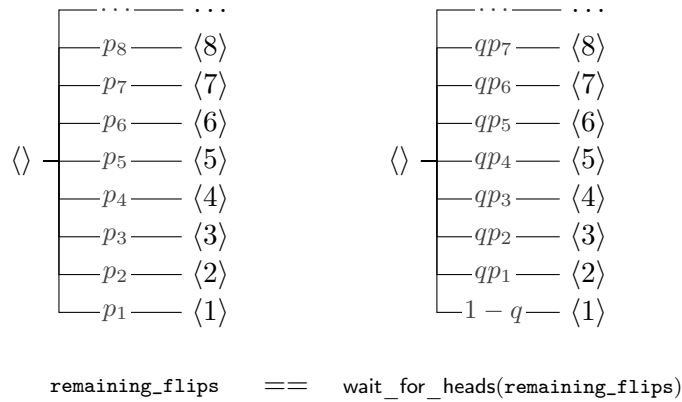 ... ... ... ...
p₈ ⟨8⟩ qp₇ ⟨8⟩
p₇ ⟨7⟩ qp₆ ⟨7⟩
p₆ ⟨6⟩ qp₅ ⟨6⟩
⟨⟩ p₅ ⟨5⟩ ⟨⟩ qp₄ ⟨5⟩
p₄ ⟨4⟩ qp₃ ⟨4⟩
p₃ ⟨3⟩ qp₂ ⟨3⟩
p₂ ⟨2⟩ qp₁ ⟨2⟩
p₁ ⟨1⟩ 1 − q ⟨1⟩
remaining_flips == wait_for_heads(remaining_flips)